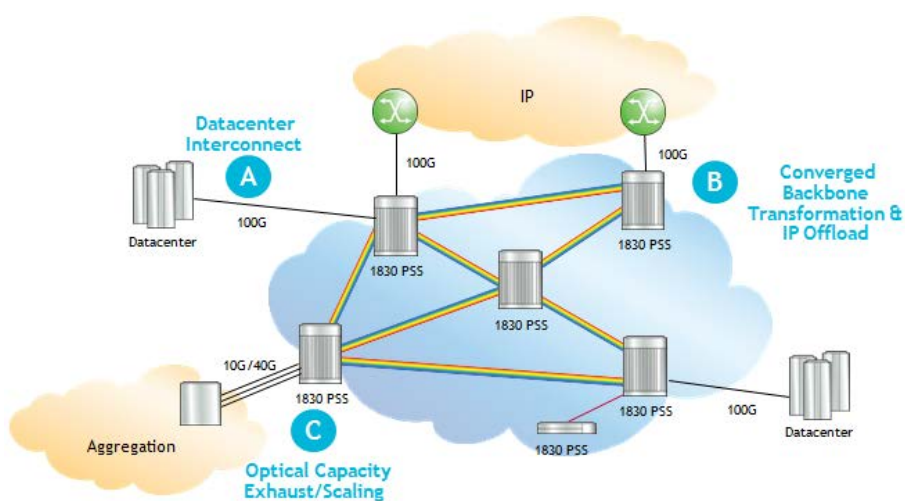 IP
Datacenter
Interconnect
A
100G
100G
B
Converged
Backbone
Transformation &
IP Offload
100G
Datacenter
1830 PSS
1830 PSS
1830 PSS
10G/40G
1830 PSS
1830 PSS
100G
Aggregation
C
1830 PSS
Datacenter
Optical Capacity
Exhaust/Scaling